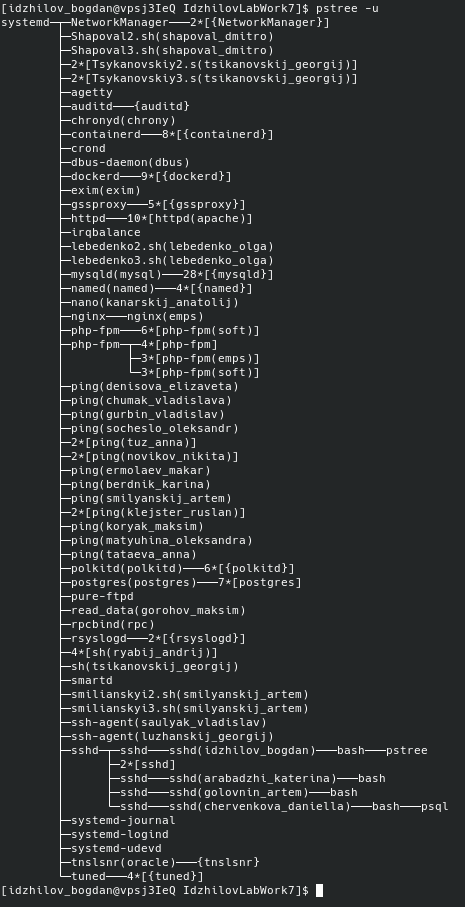 [idzhilov_bogdan@vpsj3IeQ IdzhilovLabWork7]$ pstree -u
systemd─┬─NetworkManager───2*[{NetworkManager}]
        ├─Shapoval2.sh(shapoval_dmitro)
        ├─Shapoval3.sh(shapoval_dmitro)
        ├─2*[Tsykanovskiy2.s(tsikanovskij_georgij)]
        ├─2*[Tsykanovskiy3.s(tsikanovskij_georgij)]
        ├─agetty
        ├─auditd───{auditd}
        ├─chronyd(chrony)
        ├─containerd───8*[{containerd}]
        ├─crond
        ├─dbus-daemon(dbus)
        ├─dockerd───9*[{dockerd}]
        ├─exim(exim)
        ├─gssproxy───5*[{gssproxy}]
        ├─httpd───10*[httpd(apache)]
        ├─irqbalance
        ├─lebedenko2.sh(lebedenko_olga)
        ├─lebedenko3.sh(lebedenko_olga)
        ├─mysqld(mysql)───28*[{mysqld}]
        ├─named(named)───4*[{named}]
        ├─nano(kanarskij_anatolij)
        ├─nginx───nginx(emps)
        ├─php-fpm───6*[php-fpm(soft)]
        ├─php-fpm─┬─4*[php-fpm]
        │         ├─3*[php-fpm(emps)]
        │         └─3*[php-fpm(soft)]
        ├─ping(denisova_elizaveta)
        ├─ping(chumak_vladislava)
        ├─ping(gurbin_vladislav)
        ├─ping(socheslo_oleksandr)
        ├─2*[ping(tuz_anna)]
        ├─2*[ping(novikov_nikita)]
        ├─ping(ermolaev_makar)
        ├─ping(berdnik_karina)
        ├─ping(smilyanskij_artem)
        ├─2*[ping(klejster_ruslan)]
        ├─ping(koryak_maksim)
        ├─ping(matyuhina_oleksandra)
        ├─ping(tataeva_anna)
        ├─polkitd(polkitd)───6*[{polkitd}]
        ├─postgres(postgres)───7*[postgres]
        ├─pure-ftpd
        ├─read_data(gorohov_maksim)
        ├─rpcbind(rpc)
        ├─rsyslogd───2*[{rsyslogd}]
        ├─4*[sh(ryabij_andrij)]
        ├─sh(tsikanovskij_georgij)
        ├─smartd
        ├─smilianskyi2.sh(smilyanskij_artem)
        ├─smilianskyi3.sh(smilyanskij_artem)
        ├─ssh-agent(saulyak_vladislav)
        ├─ssh-agent(luzhanskij_georgij)
        ├─sshd─┬─sshd───sshd(idzhilov_bogdan)───bash───pstree
        │      ├─2*[sshd]
        │      ├─sshd───sshd(arabadzhi_katerina)───bash
        │      ├─sshd───sshd(golovnin_artem)───bash
        │      └─sshd───sshd(chervenkova_daniella)───bash───psql
        ├─systemd-journal
        ├─systemd-logind
        ├─systemd-udevd
        ├─tnslsnr(oracle)───{tnslsnr}
        └─tuned───4*[{tuned}]
[idzhilov_bogdan@vpsj3IeQ IdzhilovLabWork7]$